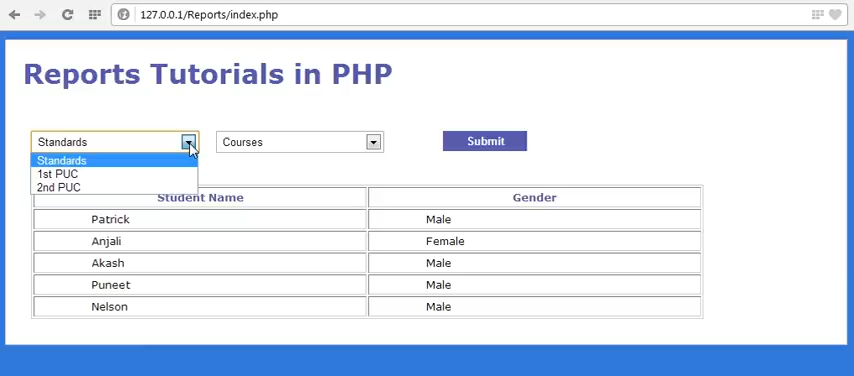 127.0.0.1/Reports/index.php
Reports Tutorials in PHP
Standards Courses Submit
Standards
1st PUC
2nd PUC
Student Name Gender
Patrick Male
Anjali Female
Akash Male
Puneet Male
Nelson Male